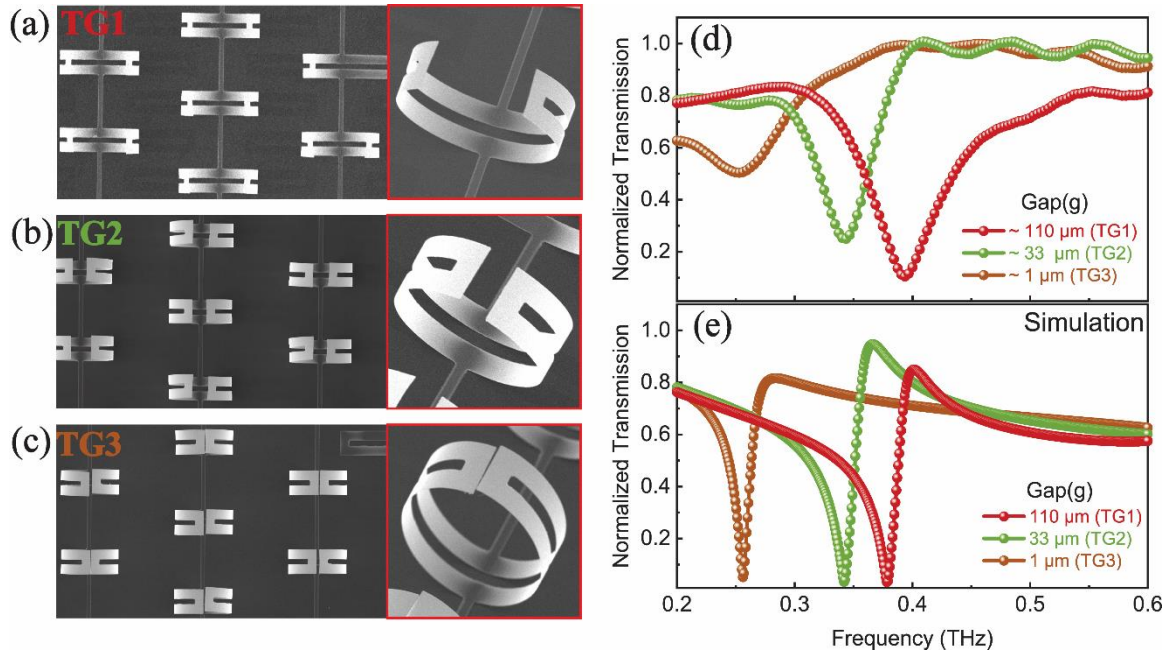 (a) TG1
(b) TG2
(c) TG3
(d)
Normalized Transmission
1.0
0.8
0.6
0.4
0.2
Gap(g)
~ 110 µm (TG1)
~ 33 µm (TG2)
~ 1 µm (TG3)
(e)
Simulation
Normalized Transmission
1.0
0.8
0.6
0.4
0.2
Gap(g)
110 µm (TG1)
33 µm (TG2)
1 µm (TG3)
0.2 0.3 0.4 0.5 0.6
Frequency (THz)